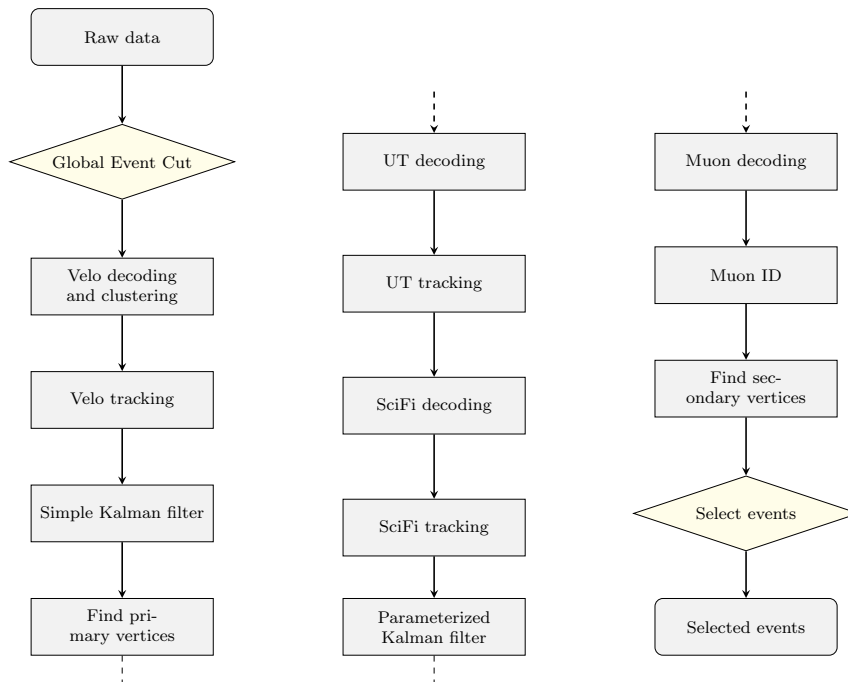 Raw data
Global Event Cut
Velo decoding
and clustering
Velo tracking
Simple Kalman filter
Find pri-
mary vertices
UT decoding
UT tracking
SciFi decoding
SciFi tracking
Parameterized
Kalman filter
Muon decoding
Muon ID
Find sec-
ondary vertices
Select events
Selected events